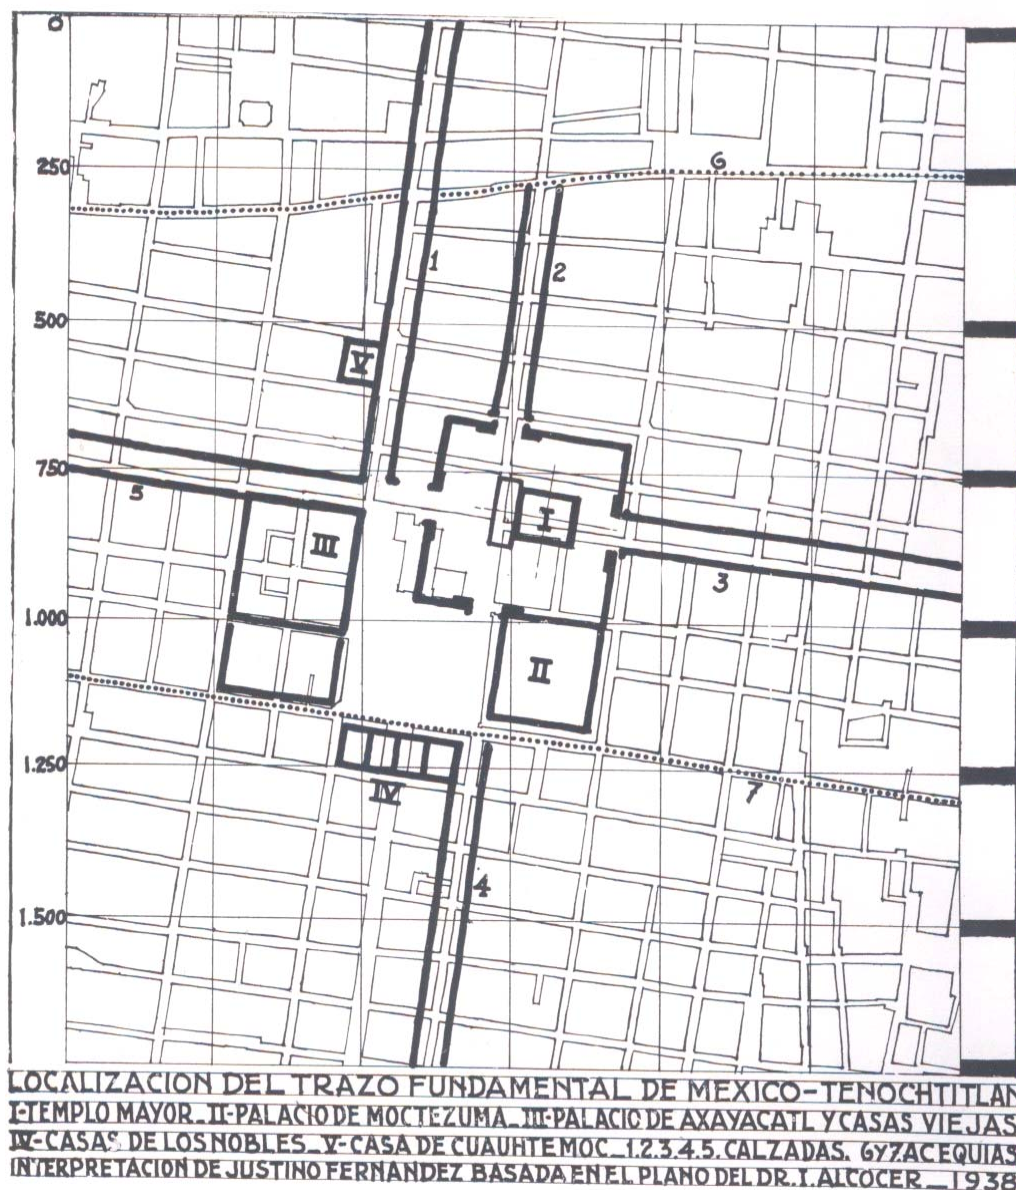 0
250
6
1
2
500
V
750
5
I
III
3
1.000
II
1.250
IV
7
4
1.500
LOCALIZACION DEL TRAZO FUNDAMENTAL DE MEXICO-TENOCHTITLAN
I-TEMPLO MAYOR_II-PALACIO DE MOCTEZUMA_III-PALACIO DE AXAYACATL Y CASAS VIEJAS
IV-CASAS DE LOS NOBLES_V-CASA DE CUAUHTEMOC_1.2.3.4.5. CALZADAS. 6Y7.ACEQUIAS
INTERPRETACION DE JUSTINO FERNANDEZ BASADA EN EL PLANO DEL DR.I.ALCOCER_1938